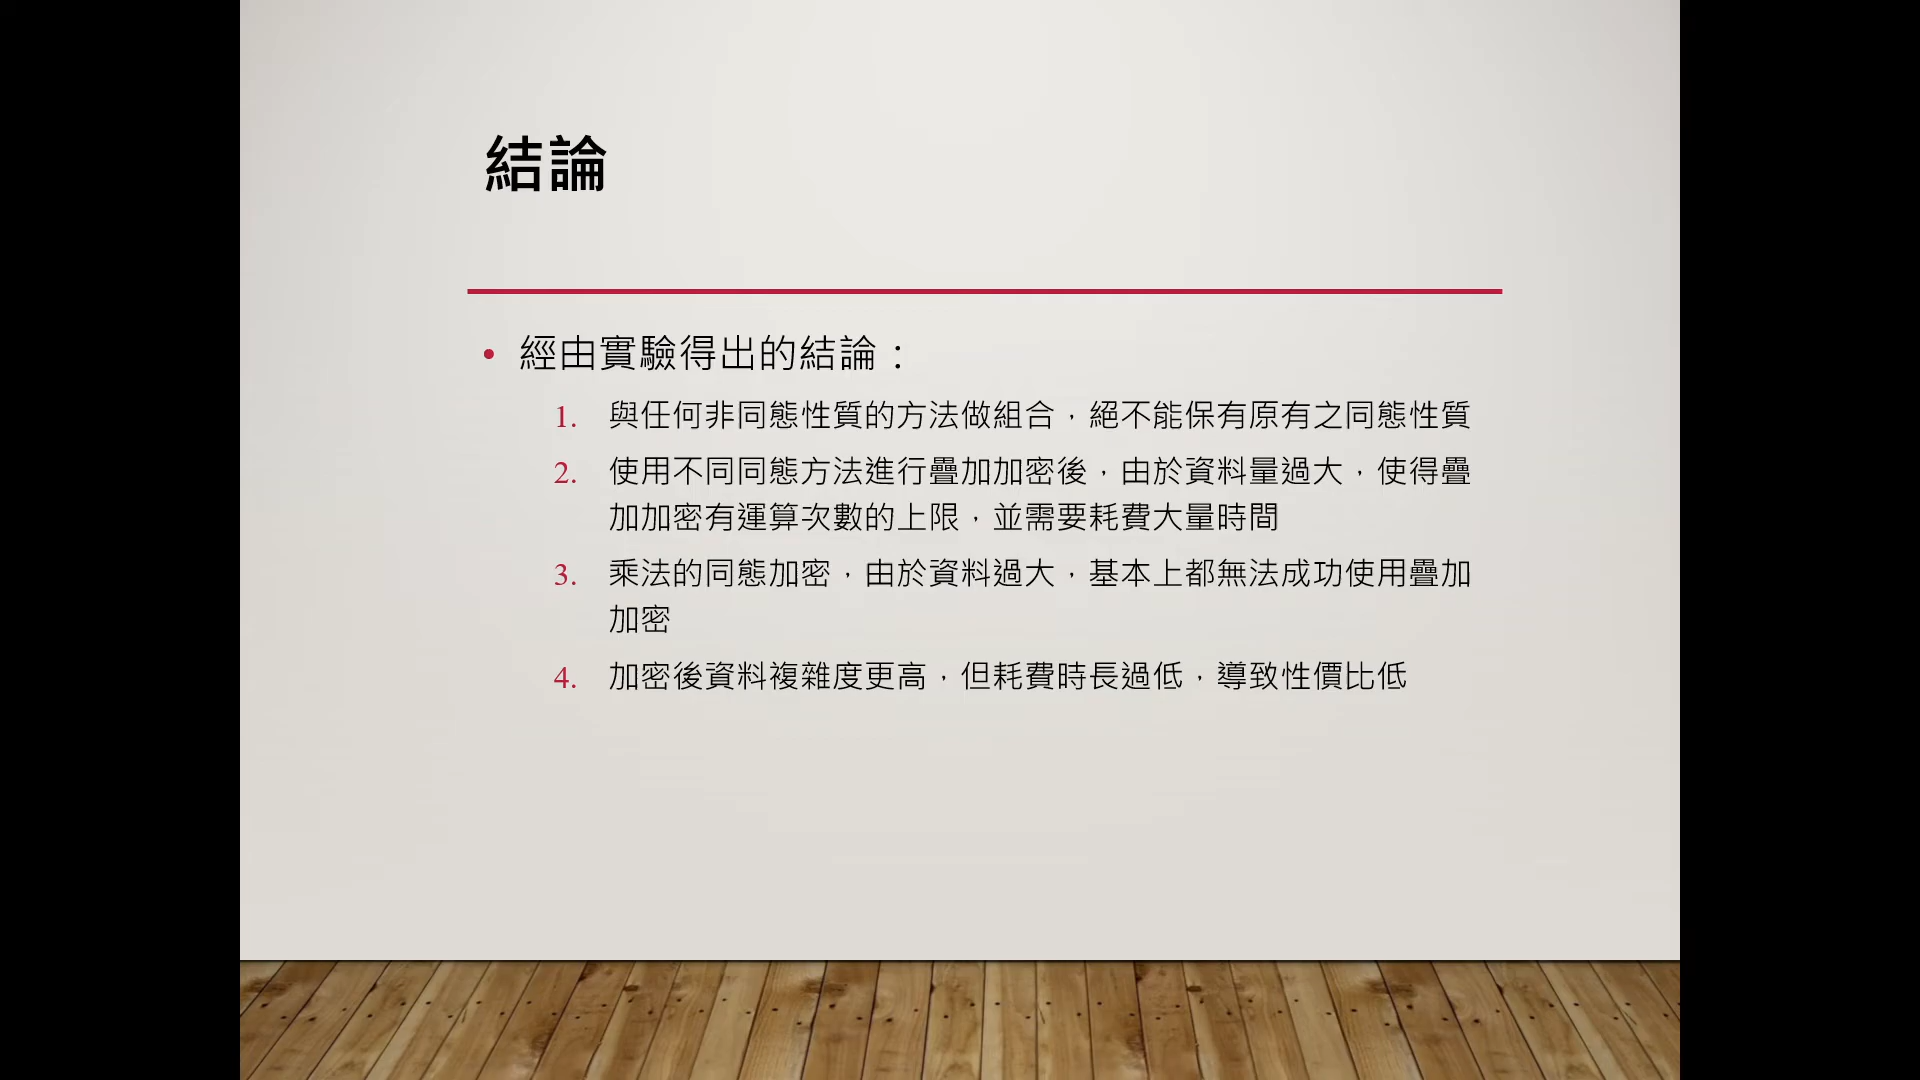 結論
• 經由實驗得出的結論：
1. 與任何非同態性質的方法做組合，絕不能保有原有之同態性質
2. 使用不同同態方法進行疊加加密後，由於資料量過大，使得疊
加加密有運算次數的上限，並需要耗費大量時間
3. 乘法的同態加密，由於資料過大，基本上都無法成功使用疊加
加密
4. 加密後資料複雜度更高，但耗費時長過低，導致性價比低